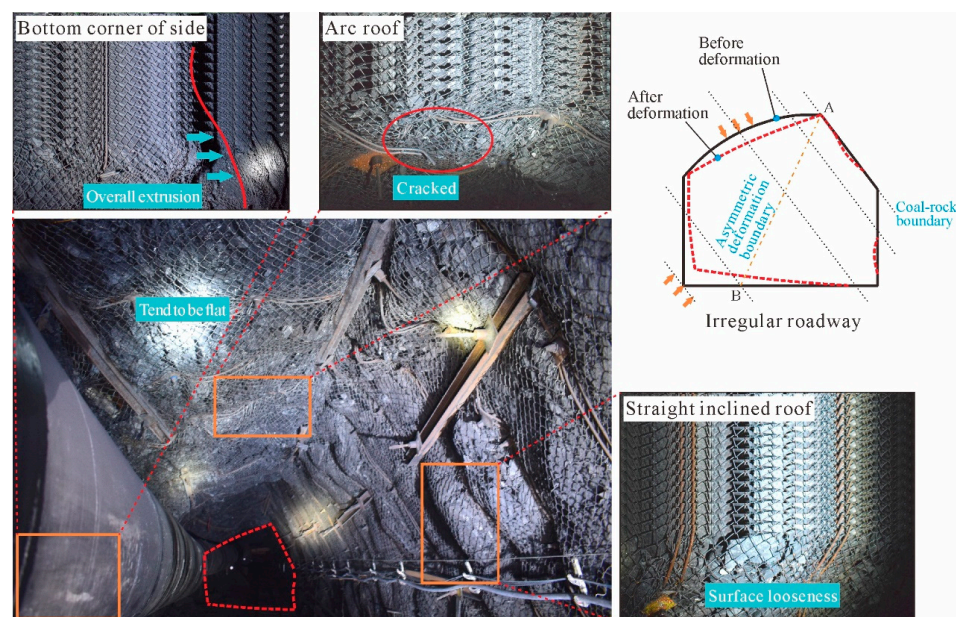 Bottom corner of side
Overall extrusion
Arc roof
Cracked
Before
deformation
After
deformation
A
Asymmetric
deformation
boundary
Coal-rock
boundary
B
Irregular roadway
Tend to be flat
Straight inclined roof
Surface looseness